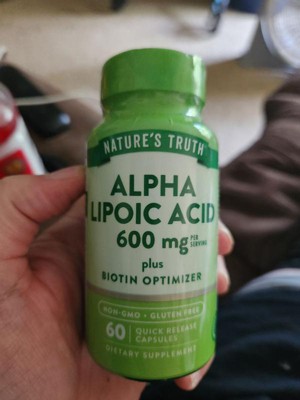 NATURE'S TRUTH
ALPHA
LIPOIC ACID
600 mg PER SERVING
plus
BIOTIN OPTIMIZER
NON-GMO • GLUTEN FREE
60 QUICK RELEASE
CAPSULES
DIETARY SUPPLEMENT